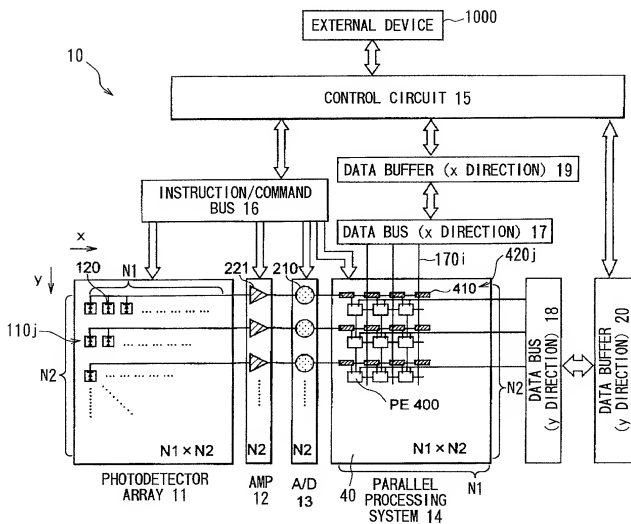 EXTERNAL DEVICE
1000
10
CONTROL CIRCUIT 15
DATA BUFFER (x DIRECTION) 19
INSTRUCTION/COMMAND
BUS 16
DATA BUS (x DIRECTION) 17
x
y
120
N1
221
210
170i
420j
410
110j
N2
N2
DATA BUS 18
(y DIRECTION)
DATA BUFFER 20
(y DIRECTION)
PE 400
N1 × N2
N2
N2
N1 × N2
40
N1
PHOTODETECTOR
ARRAY 11
AMP
12
A/D
13
PARALLEL
PROCESSING
SYSTEM 14